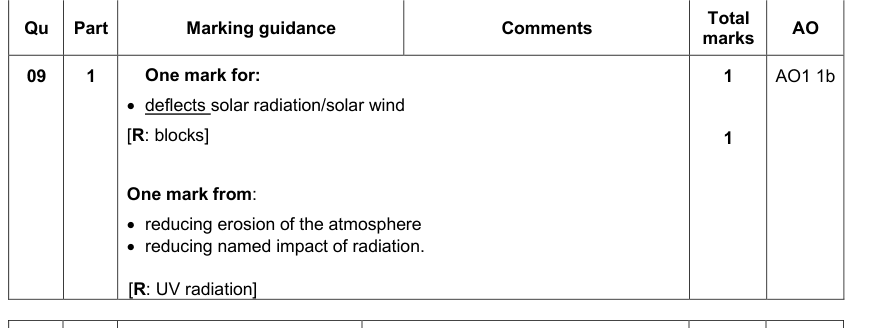 Qu Part Marking guidance Comments Total marks AO
09 1 One mark for: 1 AO1 1b
• deflects solar radiation/solar wind
[R: blocks] 1
One mark from:
• reducing erosion of the atmosphere
• reducing named impact of radiation.
[R: UV radiation]